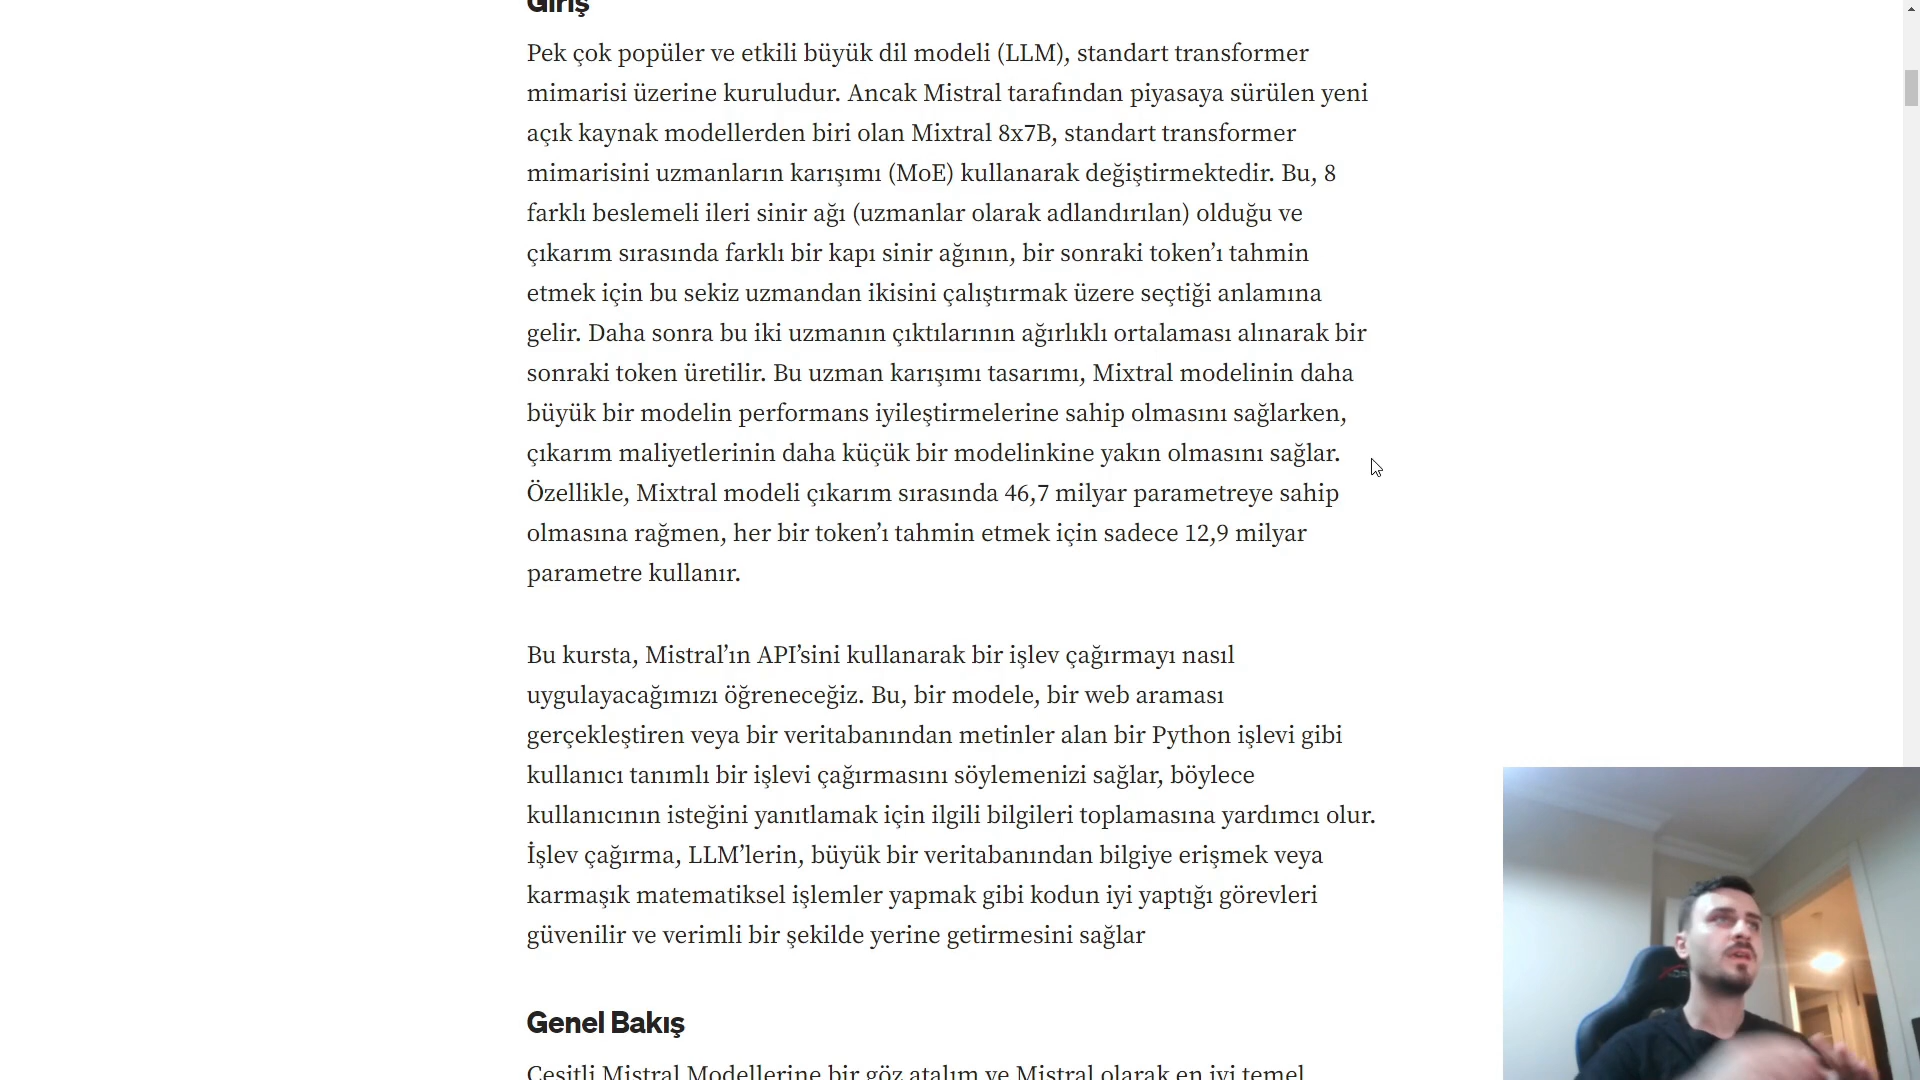 Giriş
Pek çok popüler ve etkili büyük dil modeli (LLM), standart transformer
mimarisi üzerine kuruludur. Ancak Mistral tarafından piyasaya sürülen yeni
açık kaynak modellerden biri olan Mixtral 8x7B, standart transformer
mimarisini uzmanların karışımı (MoE) kullanarak değiştirmektedir. Bu, 8
farklı beslemeli ileri sinir ağı (uzmanlar olarak adlandırılan) olduğu ve
çıkarım sırasında farklı bir kapı sinir ağının, bir sonraki token’ı tahmin
etmek için bu sekiz uzmandan ikisini çalıştırmak üzere seçtiği anlamına
gelir. Daha sonra bu iki uzmanın çıktılarının ağırlıklı ortalaması alınarak bir
sonraki token üretilir. Bu uzman karışımı tasarımı, Mixtral modelinin daha
büyük bir modelin performans iyileştirmelerine sahip olmasını sağlarken,
çıkarım maliyetlerinin daha küçük bir modelinkine yakın olmasını sağlar.
Özellikle, Mixtral modeli çıkarım sırasında 46,7 milyar parametreye sahip
olmasına rağmen, her bir token’ı tahmin etmek için sadece 12,9 milyar
parametre kullanır.
Bu kursta, Mistral’ın API’sini kullanarak bir işlev çağırmayı nasıl
uygulayacağımızı öğreneceğiz. Bu, bir modele, bir web araması
gerçekleştiren veya bir veritabanından metinler alan bir Python işlevi gibi
kullanıcı tanımlı bir işlevi çağırmasını söylemenizi sağlar, böylece
kullanıcının isteğini yanıtlamak için ilgili bilgileri toplamasına yardımcı olur.
İşlev çağırma, LLM’lerin, büyük bir veritabanından bilgiye erişmek veya
karmaşık matematiksel işlemler yapmak gibi kodun iyi yaptığı görevleri
güvenilir ve verimli bir şekilde yerine getirmesini sağlar
Genel Bakış
Çeşitli Mistral Modellerine bir göz atalım ve Mistral olarak en iyi temel